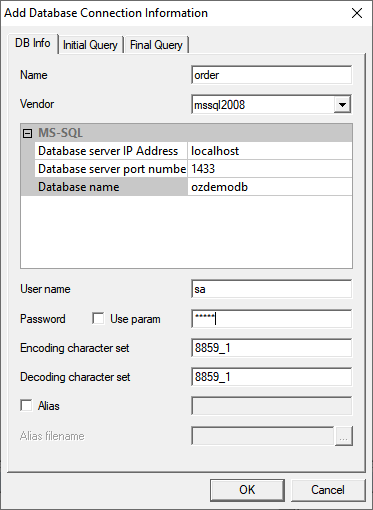 Add Database Connection Information
DB Info Initial Query Final Query
Name order
Vendor mssql2008
MS-SQL
Database server IP Address localhost
Database server port numbe 1433
Database name ozdemodb
User name sa
Password Use param *****
Encoding character set 8859_1
Decoding character set 8859_1
Alias
Alias filename ...
OK Cancel